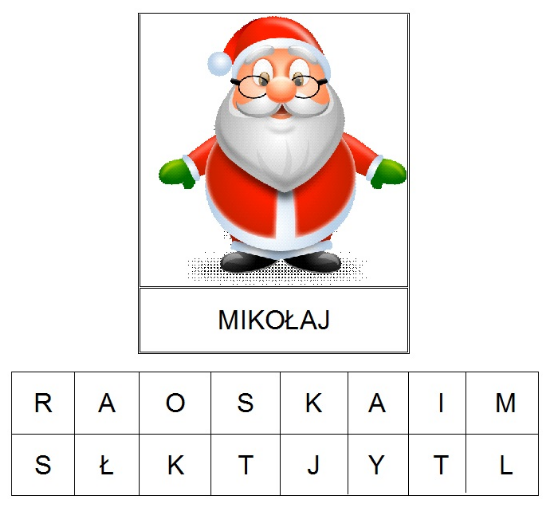 MIKOŁAJ
R A O S K A I M
S Ł K T J Y T L